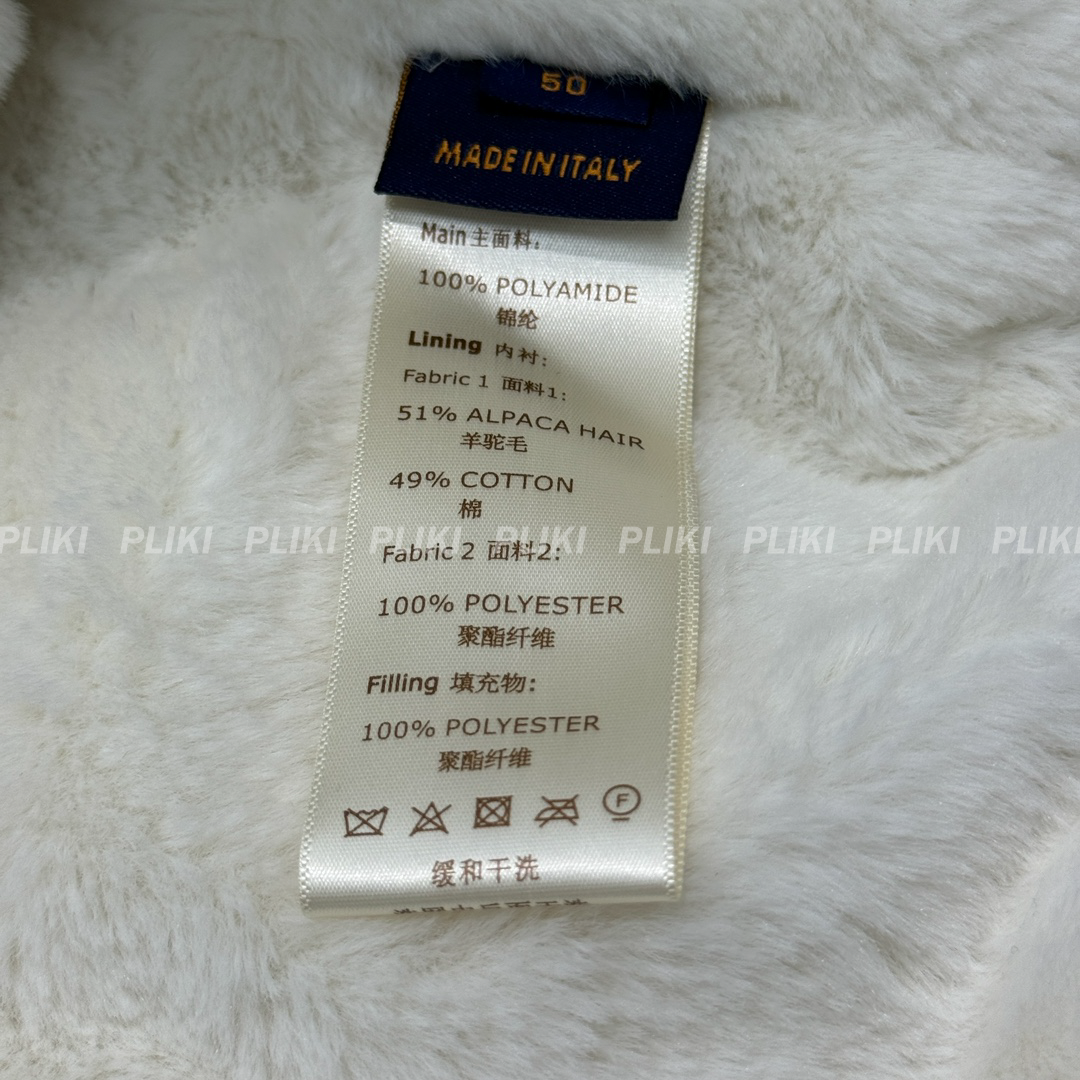 50
MADE IN ITALY
Main 主面料:
100% POLYAMIDE
锦纶
Lining 内衬:
Fabric 1 面料1:
51% ALPACA HAIR
羊驼毛
49% COTTON
棉
PLIKI PLIKI PLIKI PLIKI PLIKI PLIKI PLIKI PLIKI PLIKI
Fabric 2 面料2:
100% POLYESTER
聚酯纤维
Filling 填充物:
100% POLYESTER
聚酯纤维
F
缓和干洗